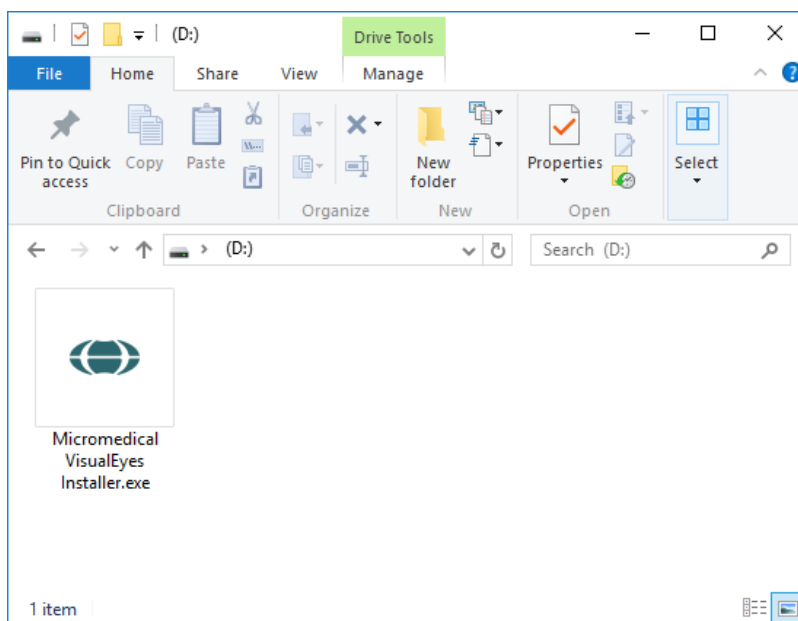 (D:)
Drive Tools
File
Home
Share
View
Manage
?
Pin to Quick
access
Copy
Paste
W...
New
folder
Properties
Select
Clipboard
Organize
New
Open
(D:)
Search (D:)
Micromedical
VisualEyes
Installer.exe
1 item